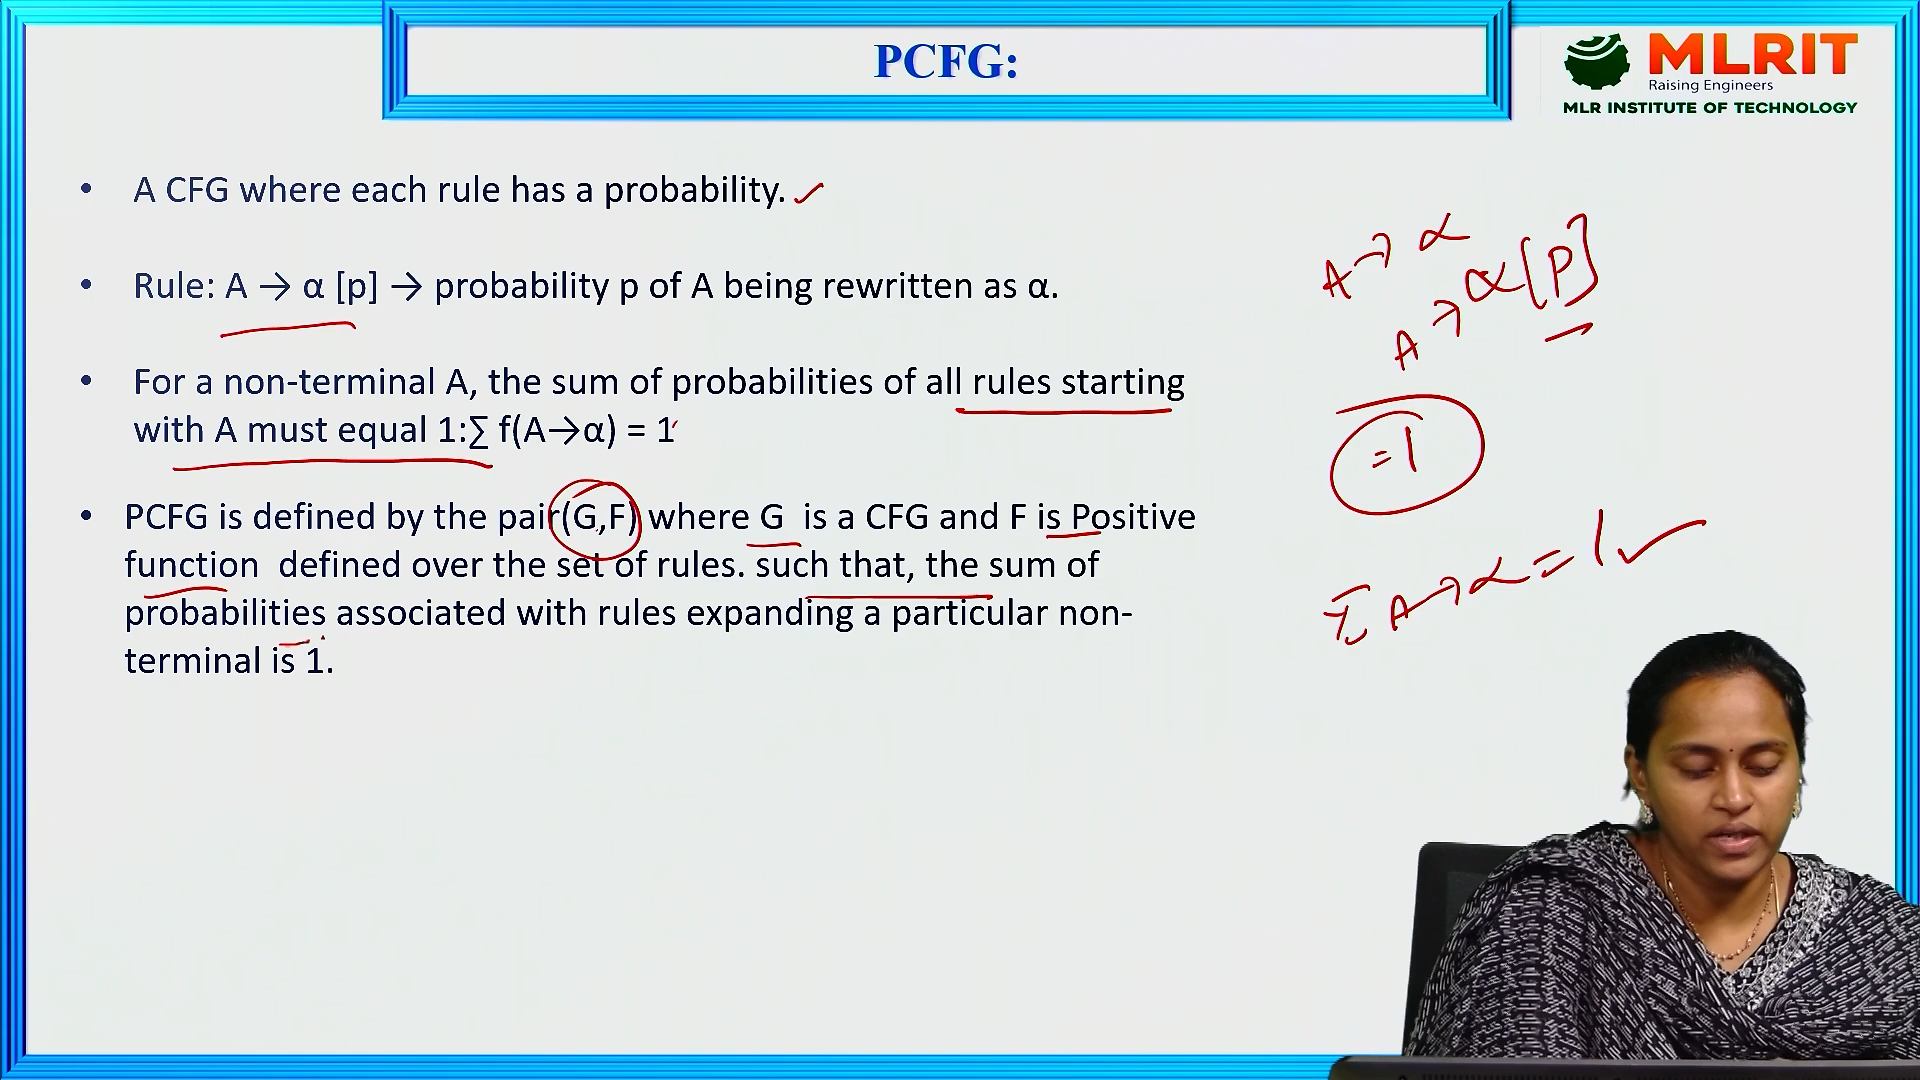 PCFG:
MLRIT
Raising Engineers
MLR INSTITUTE OF TECHNOLOGY
• A CFG where each rule has a probability.
• Rule: A → α [p] → probability p of A being rewritten as α.
• For a non-terminal A, the sum of probabilities of all rules starting
with A must equal 1:∑ f(A→α) = 1
• PCFG is defined by the pair(G,F) where G is a CFG and F is Positive
function defined over the set of rules. such that, the sum of
probabilities associated with rules expanding a particular non-
terminal is 1.
A → α
A → α [P]
= 1
Σ A → α = 1